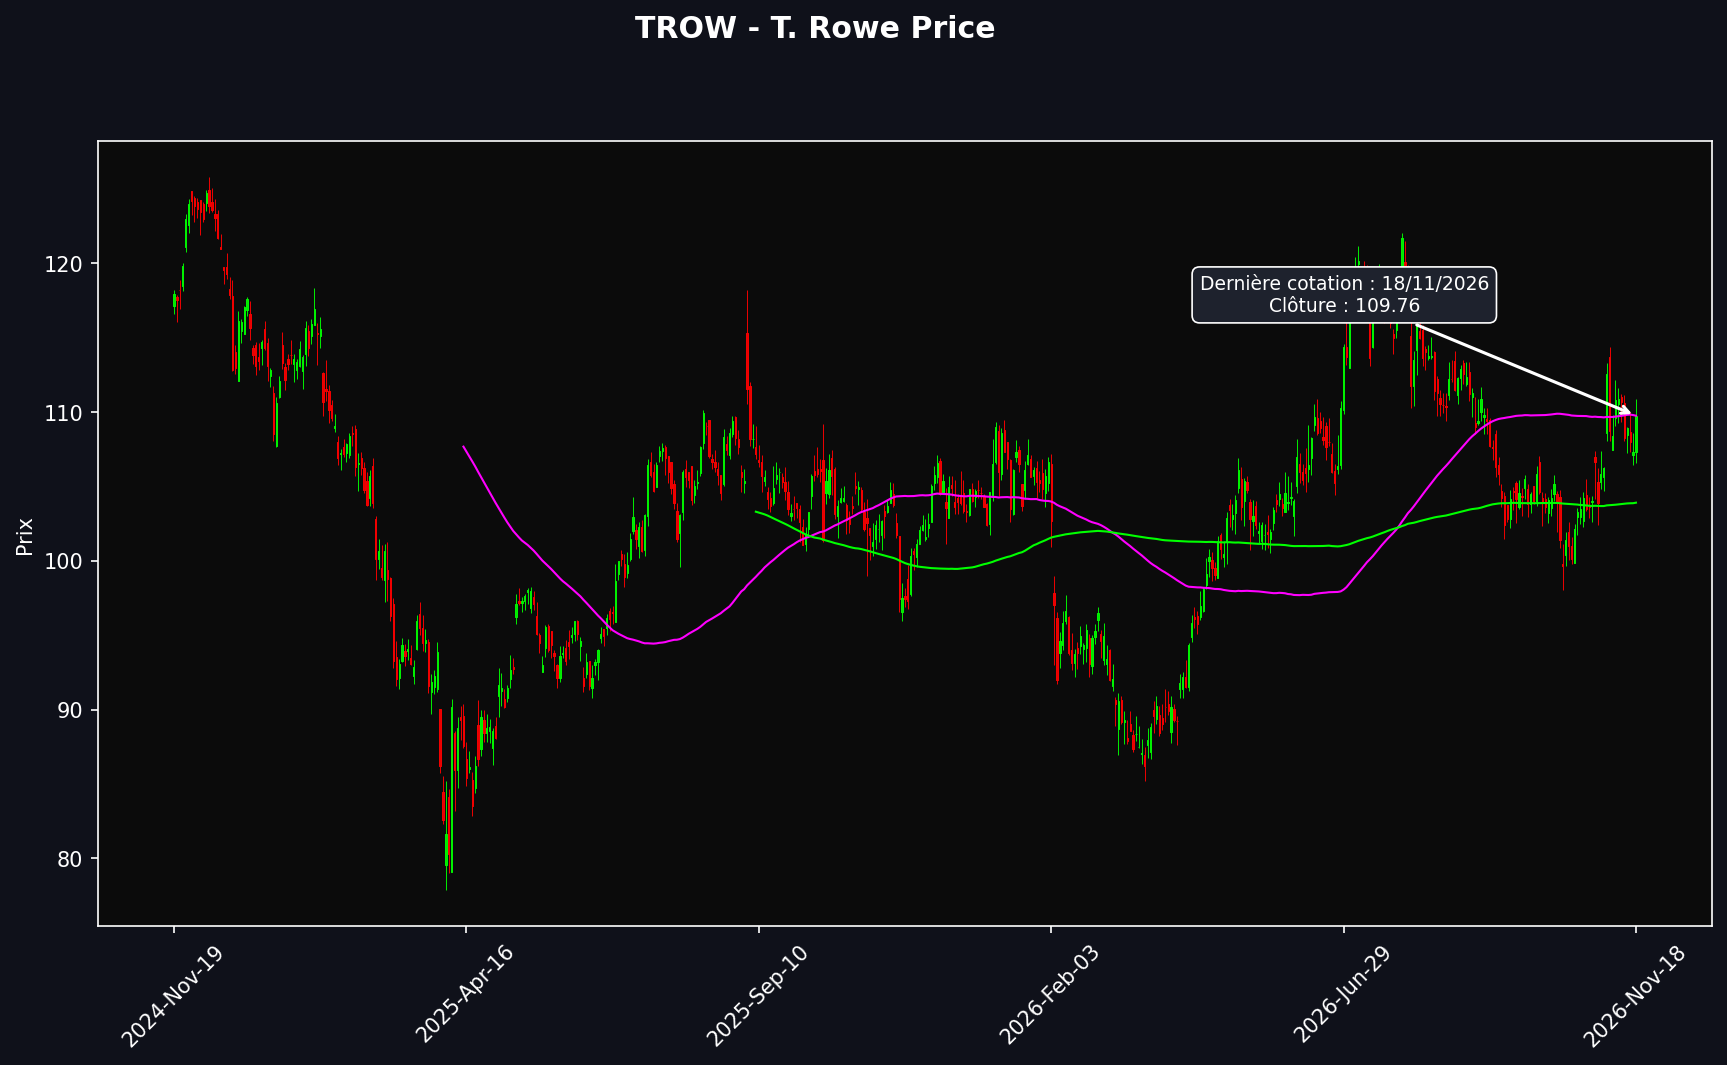 TROW - T. Rowe Price
Prix
120
110
100
90
80
Dernière cotation : 18/11/2026
Clôture : 109.76
2024-Nov-19
2025-Apr-16
2025-Sep-10
2026-Feb-03
2026-Jun-29
2026-Nov-18